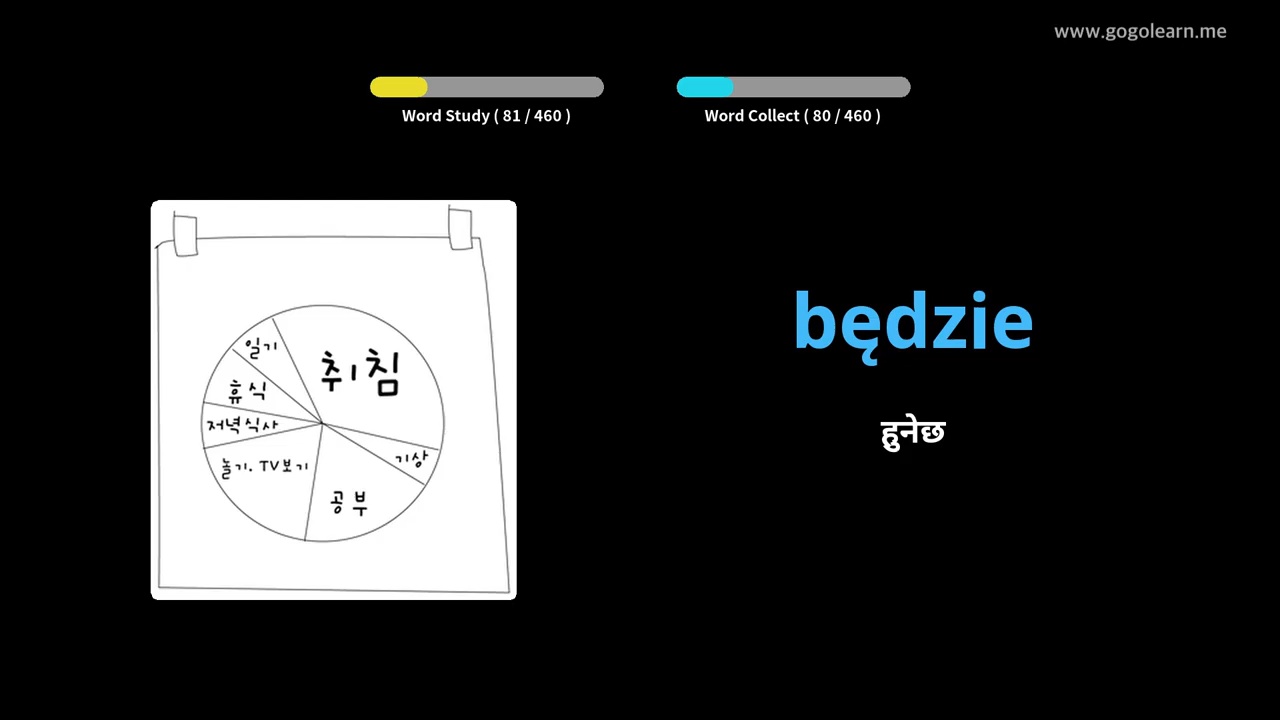 www.gogolearn.me
Word Study ( 81 / 460 )
Word Collect ( 80 / 460 )
일기
취침
휴식
저녁식사
기상
놀기. TV보기
공부
będzie
हुनेछ